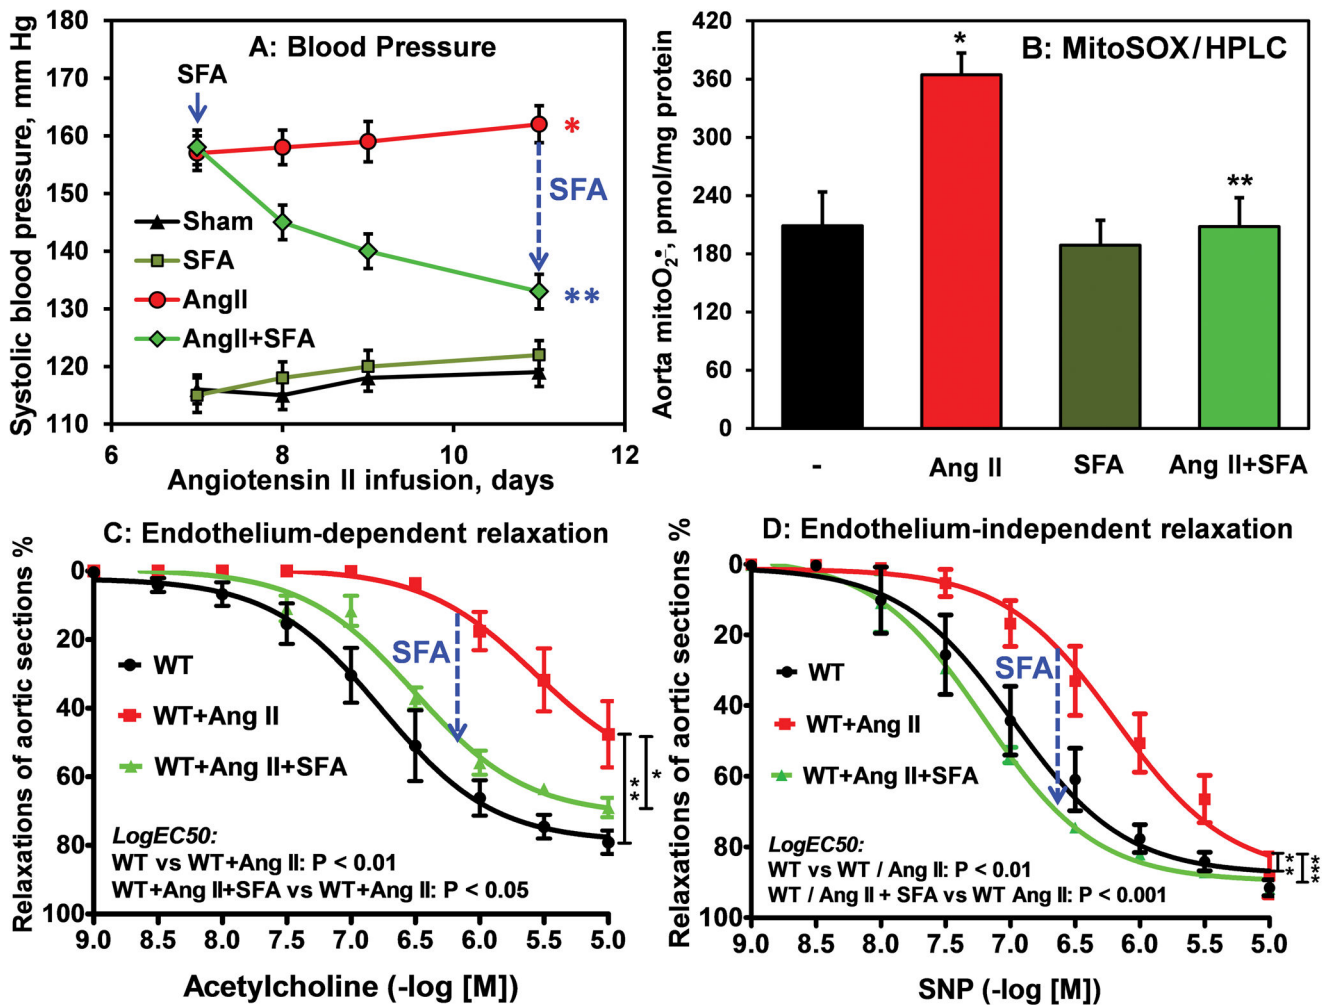 A: Blood Pressure
Systolic blood pressure, mm Hg
180
170
160
150
140
130
120
110
SFA
*
SFA
**
Sham
SFA
AngII
AngII+SFA
6
8
10
12
Angiotensin II infusion, days
B: MitoSOX/HPLC
Aorta mitoO₂•⁻, pmol/mg protein
420
360
300
240
180
120
60
0
*
**
-
Ang II
SFA
Ang II+SFA
C: Endothelium-dependent relaxation
Relaxations of aortic sections %
0
20
40
60
80
100
SFA
WT
WT+Ang II
WT+Ang II+SFA
**
*
LogEC50:
WT vs WT+Ang II: P < 0.01
WT+Ang II+SFA vs WT+Ang II: P < 0.05
9.0
8.5
8.0
7.5
7.0
6.5
6.0
5.5
5.0
Acetylcholine (-log [M])
D: Endothelium-independent relaxation
Relaxations of aortic sections %
0
20
40
60
80
100
SFA
WT
WT+Ang II
WT+Ang II+SFA
**
***
LogEC50:
WT vs WT / Ang II: P < 0.01
WT / Ang II + SFA vs WT Ang II: P < 0.001
9.0
8.5
8.0
7.5
7.0
6.5
6.0
5.5
5.0
SNP (-log [M])